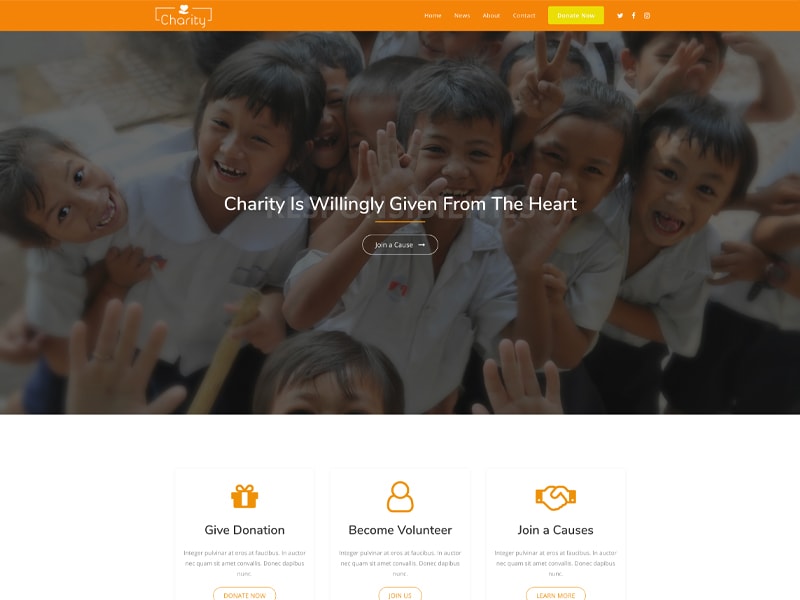 Charity
Home
News
About
Contact
Donate Now
Charity Is Willingly Given From The Heart
Join a Cause
Give Donation
Become Volunteer
Join a Causes
Integer pulvinar at eros at faucibus. In auctor
nec quam sit amet convallis. Donec dapibus
nunc.
Integer pulvinar at eros at faucibus. In auctor
nec quam sit amet convallis. Donec dapibus
nunc.
Integer pulvinar at eros at faucibus. In auctor
nec quam sit amet convallis. Donec dapibus
nunc.
DONATE NOW
JOIN US
LEARN MORE